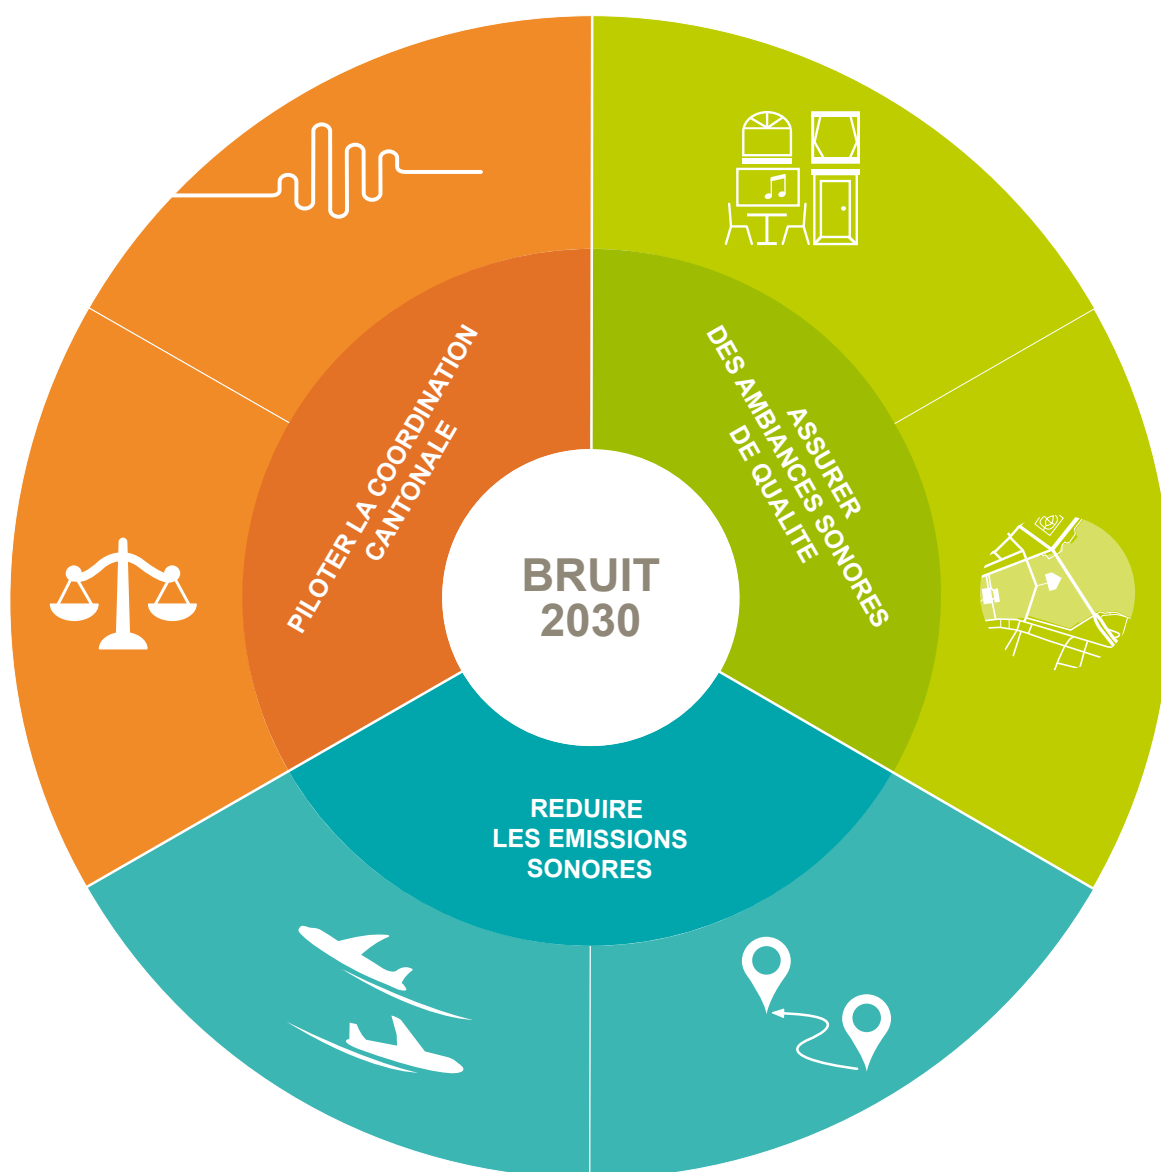 BRUIT
2030
PILOTER LA COORDINATION
CANTONALE
ASSURER
DES AMBIANCES SONORES
DE QUALITE
REDUIRE
LES EMISSIONS
SONORES